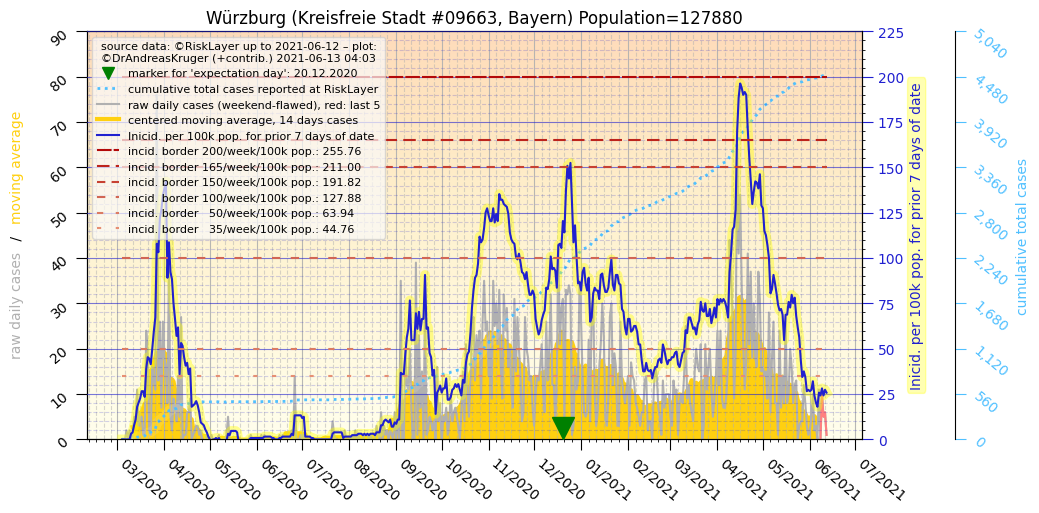 Würzburg (Kreisfreie Stadt #09663, Bayern) Population=127880
source data: ©RiskLayer up to 2021-06-12 – plot:
©DrAndreasKruger (+contrib.) 2021-06-13 04:03
marker for 'expectation day': 20.12.2020
cumulative total cases reported at RiskLayer
raw daily cases (weekend-flawed), red: last 5
centered moving average, 14 days cases
Inicid. per 100k pop. for prior 7 days of date
incid. border 200/week/100k pop.: 255.76
incid. border 165/week/100k pop.: 211.00
incid. border 150/week/100k pop.: 191.82
incid. border 100/week/100k pop.: 127.88
incid. border 50/week/100k pop.: 63.94
incid. border 35/week/100k pop.: 44.76
raw daily cases / moving average
90
80
70
60
50
40
30
20
10
0
225
200
175
150
125
100
75
50
25
0
Inicid. per 100k pop. for prior 7 days of date
5,040
4,480
3,920
3,360
2,800
2,240
1,680
1,120
560
0
cumulative total cases
03/2020
04/2020
05/2020
06/2020
07/2020
08/2020
09/2020
10/2020
11/2020
12/2020
01/2021
02/2021
03/2021
04/2021
05/2021
06/2021
07/2021